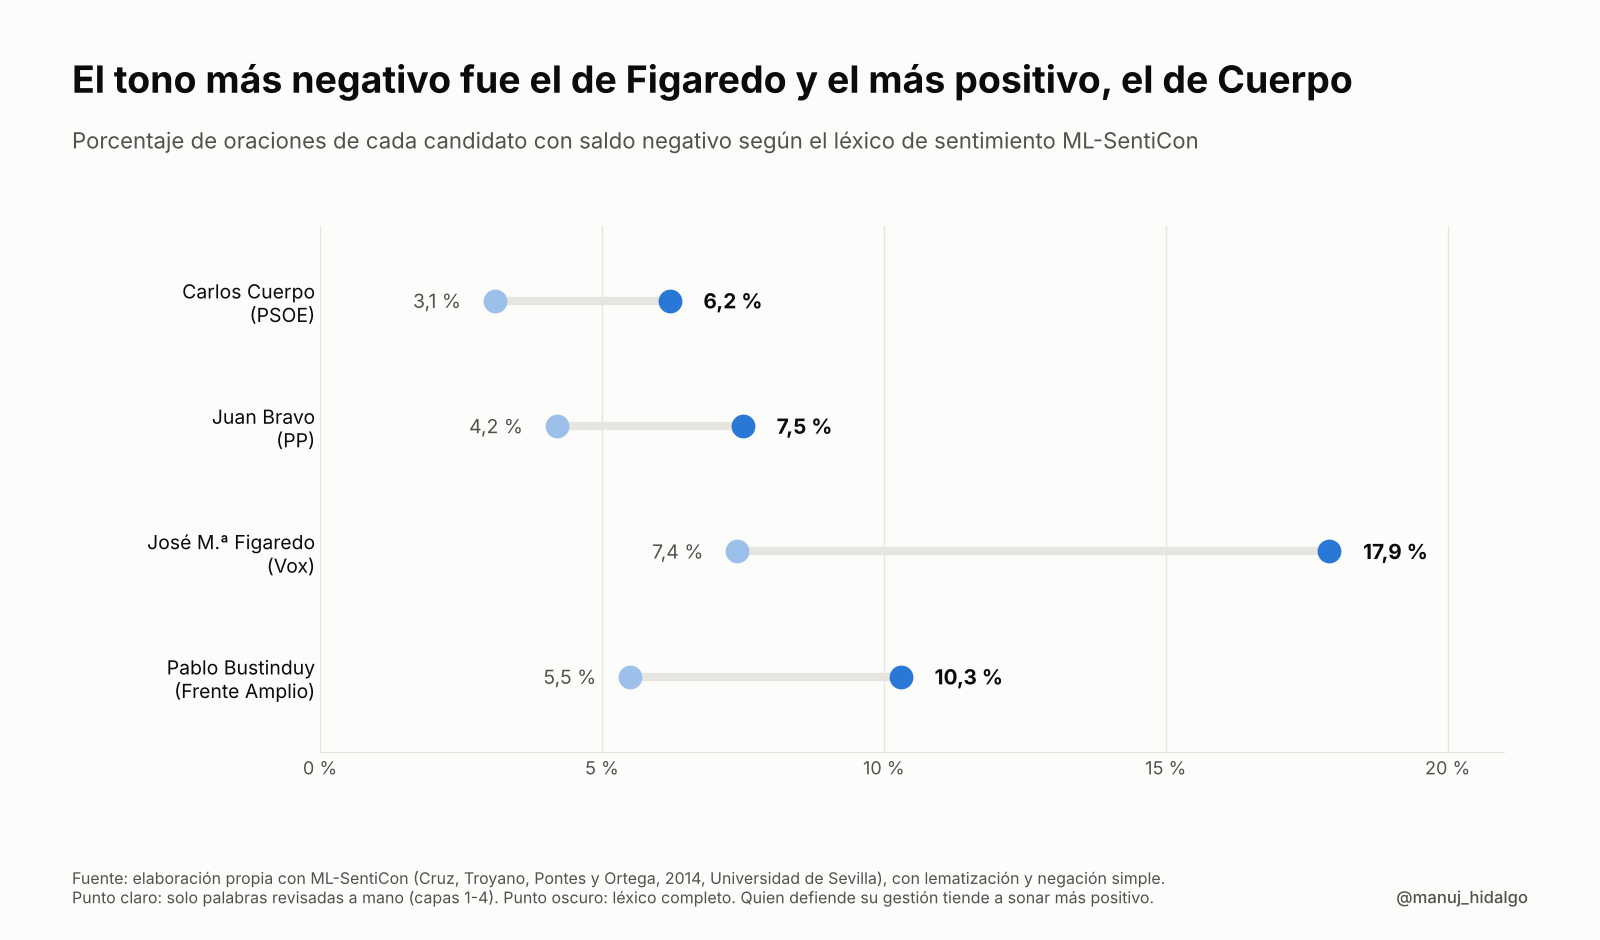 El tono más negativo fue el de Figaredo y el más positivo, el de Cuerpo
Porcentaje de oraciones de cada candidato con saldo negativo según el léxico de sentimiento ML-SentiCon
Carlos Cuerpo
(PSOE)
3,1 %
6,2 %
Juan Bravo
(PP)
4,2 %
7,5 %
José M.ª Figaredo
(Vox)
7,4 %
17,9 %
Pablo Bustinduy
(Frente Amplio)
5,5 %
10,3 %
0 %
5 %
10 %
15 %
20 %
Fuente: elaboración propia con ML-SentiCon (Cruz, Troyano, Pontes y Ortega, 2014, Universidad de Sevilla), con lematización y negación simple.
Punto claro: solo palabras revisadas a mano (capas 1-4). Punto oscuro: léxico completo. Quien defiende su gestión tiende a sonar más positivo.
@manuj_hidalgo